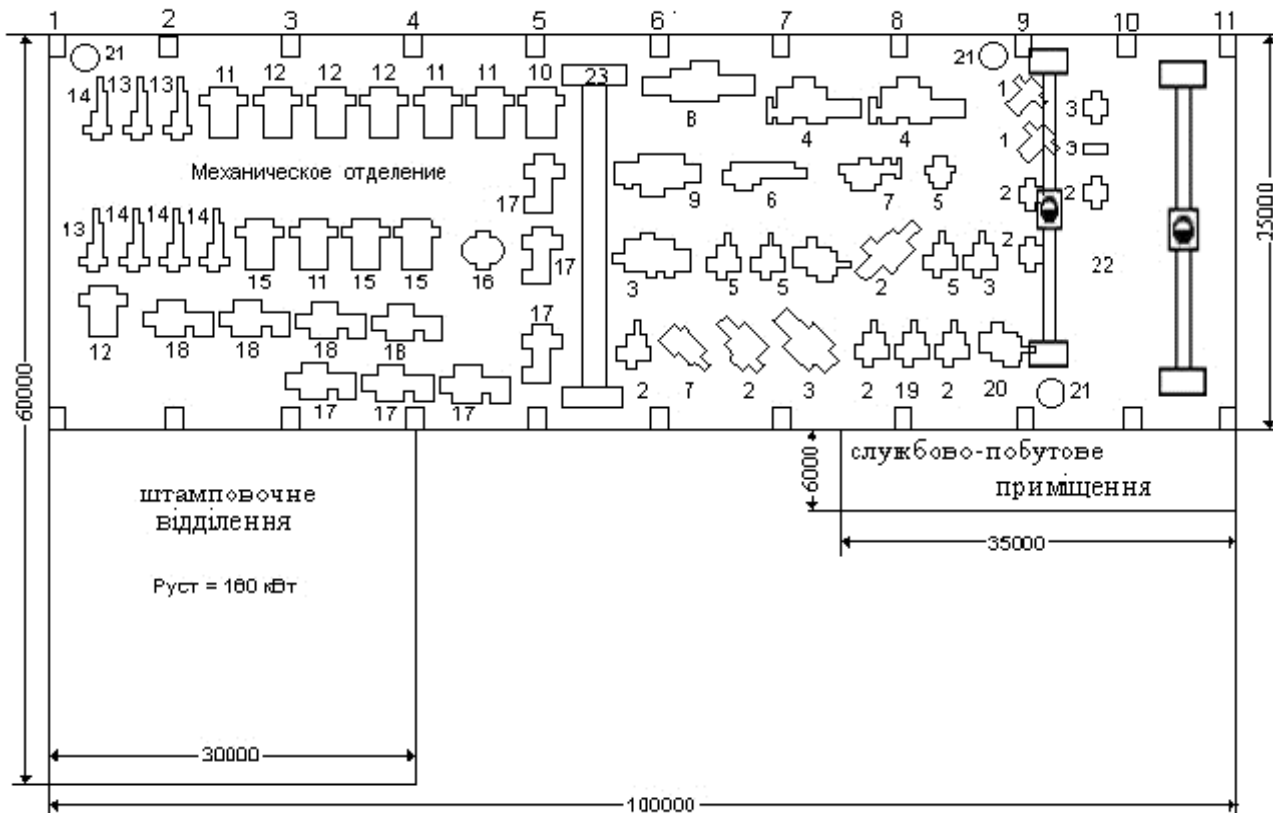 1 2 3 4 5 6 7 8 9 10 11
21 21
14 13 13 11 12 12 12 11 11 10 23
8 4 4 1 3
Механическое отделение
17 9 6 7 5 1 3
2 2
13 14 14 14
15 11 15 15 16 17
3 5 5 2 5 3 2 22
12 18 18 18 18 17
17 17 17
2 7 2 3 2 19 2 20 21
60000
25000
штамповочне
відділення
Руст = 160 кВт
службово-побутове
приміщення
6000
35000
30000
100000